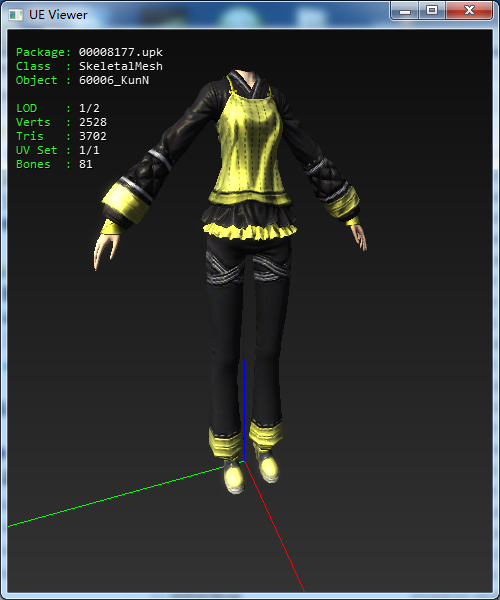 UE Viewer
Package: 00008177.upk
Class : SkeletalMesh
Object : 60006_KunN
LOD : 1/2
Verts : 2528
Tris : 3702
UV Set : 1/1
Bones : 81